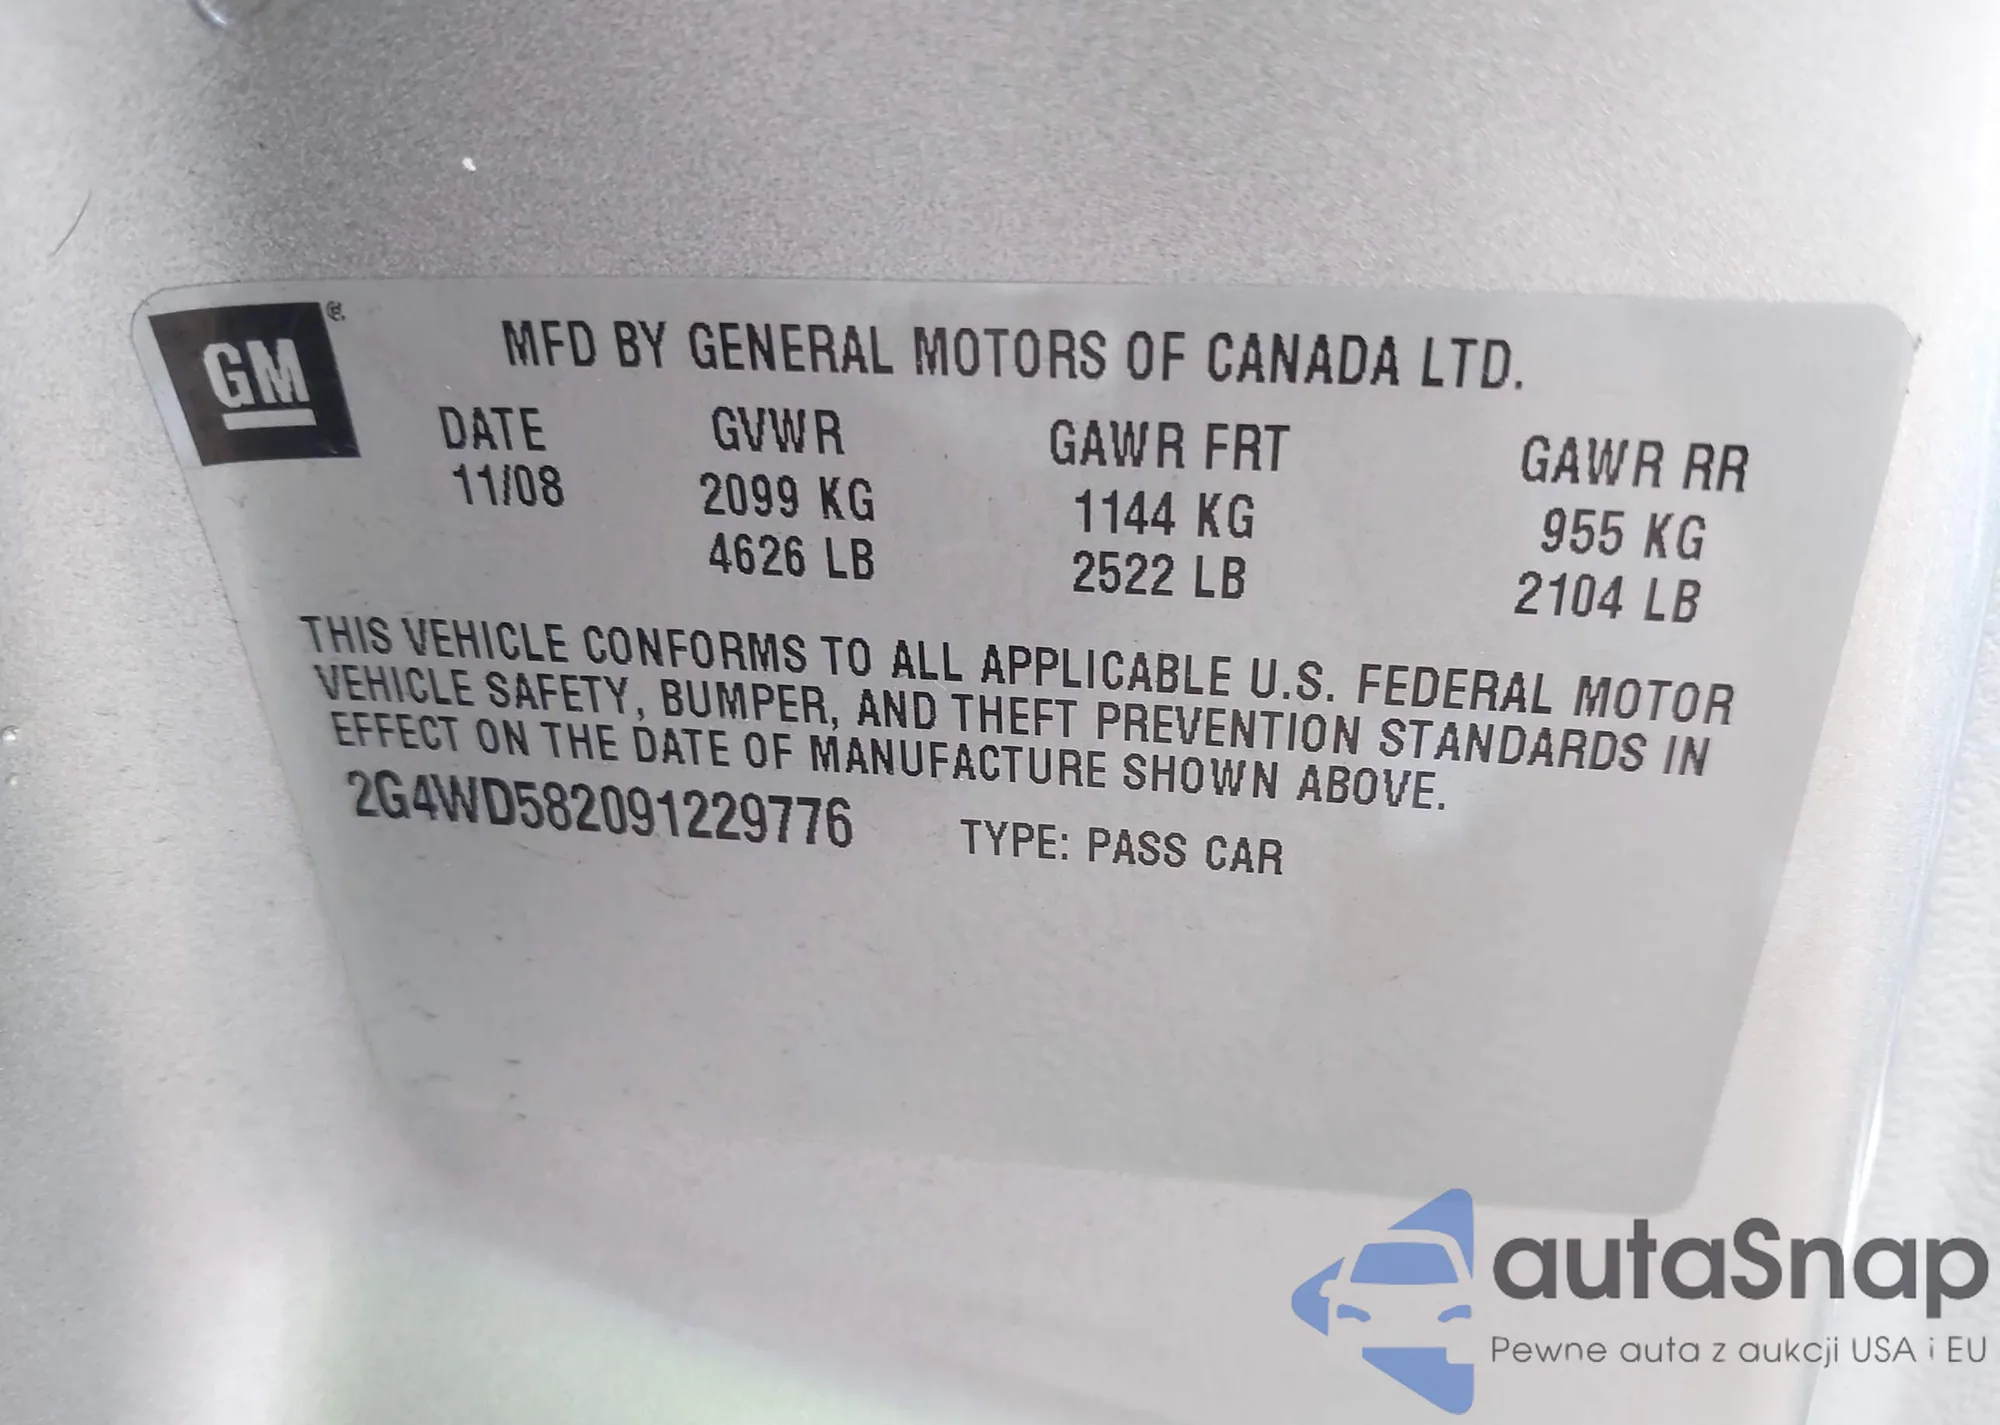 GM
MFD BY GENERAL MOTORS OF CANADA LTD.
DATE GVWR GAWR FRT GAWR RR
11/08 2099 KG 1144 KG 955 KG
4626 LB 2522 LB 2104 LB
THIS VEHICLE CONFORMS TO ALL APPLICABLE U.S. FEDERAL MOTOR
VEHICLE SAFETY, BUMPER, AND THEFT PREVENTION STANDARDS IN
EFFECT ON THE DATE OF MANUFACTURE SHOWN ABOVE.
2G4WD582091229776 TYPE: PASS CAR
autaSnap
Pewne auta z aukcji USA i EU